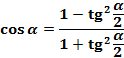 cos α = (1 − tg² α/2) / (1 + tg² α/2)